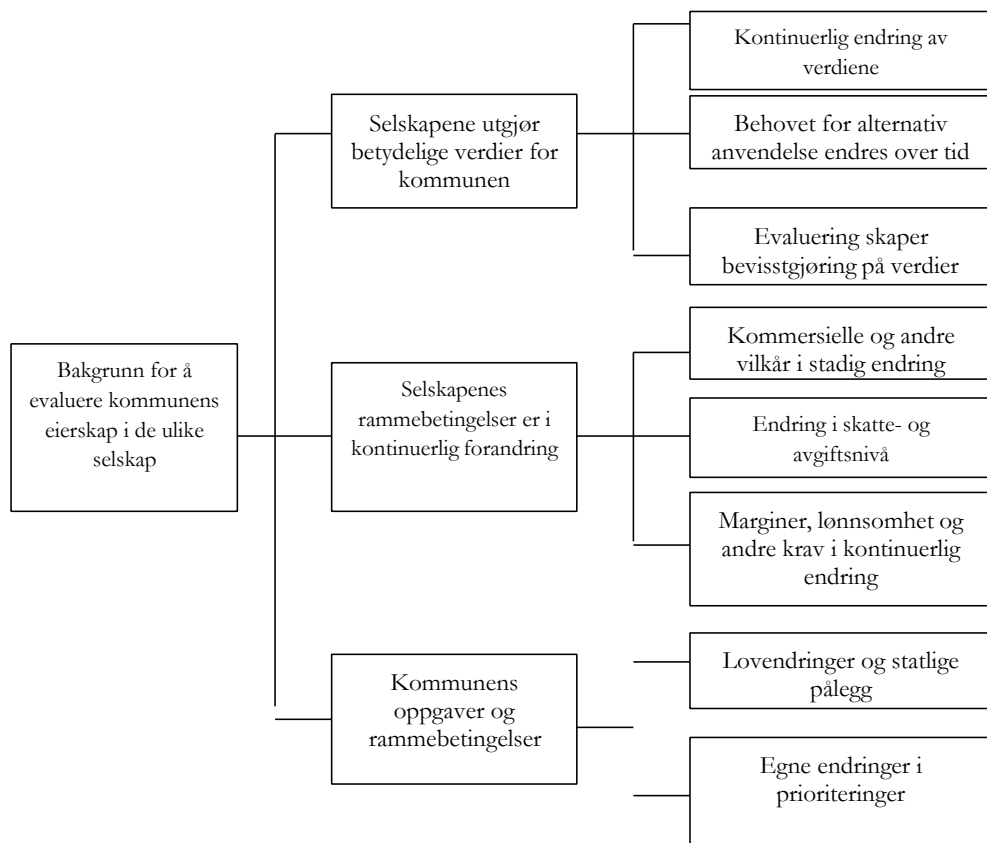 Bakgrunn for å
evaluere kommunens
eierskap i de ulike
selskap
Selskapene utgjør
betydelige verdier for
kommunen
Kontinuerlig endring av
verdiene
Behovet for alternativ
anvendelse endres over tid
Evaluering skaper
bevisstgjøring på verdier
Selskapenes
rammebetingelser er i
kontinuerlig forandring
Kommersielle og andre
vilkår i stadig endring
Endring i skatte- og
avgiftsnivå
Marginer, lønnsomhet og
andre krav i kontinuerlig
endring
Kommunens
oppgaver og
rammebetingelser
Lovendringer og statlige
pålegg
Egne endringer i
prioriteringer